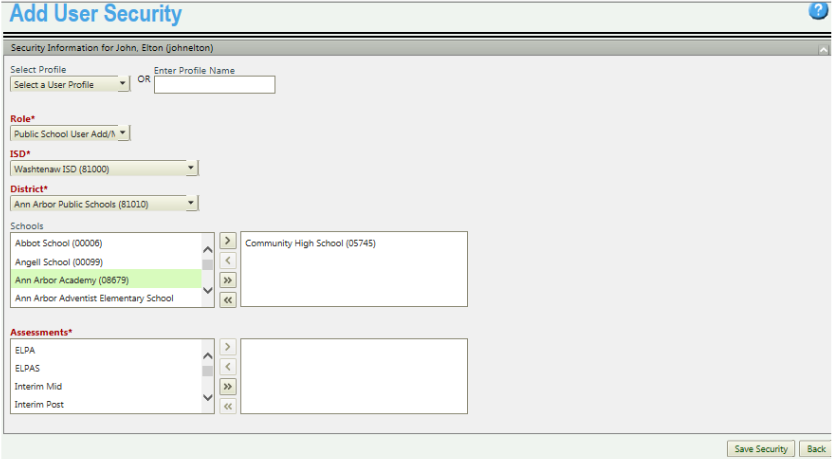 Add User Security
?
Security Information for John, Elton (johnelton)
Select Profile
Enter Profile Name
Select a User Profile
OR
Role*
Public School User Add/
ISD*
Washtenaw ISD (81000)
District*
Ann Arbor Public Schools (81010)
Schools
Abbot School (00006)
Angell School (00099)
Ann Arbor Academy (08679)
Ann Arbor Adventist Elementary School
>
<
>>
<<
Community High School (05745)
Assessments*
ELPA
ELPAS
Interim Mid
Interim Post
>
<
>>
<<
Save Security
Back